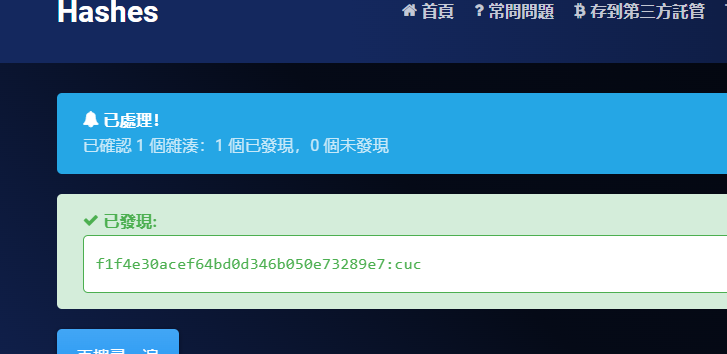 Hashes
首頁
? 常問問題
存到第三方託管
已處理!
已確認 1 個雜湊: 1 個已發現, 0 個未發現
已發現:
f1f4e30acef64bd0d346b050e73289e7:cuc